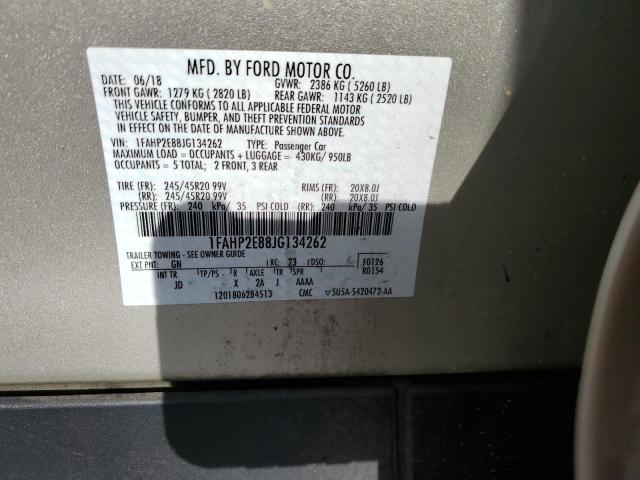 MFD. BY FORD MOTOR CO.
DATE: 06/18 GVWR: 2386 KG ( 5260 LB)
FRONT GAWR: 1279 KG ( 2820 LB) REAR GAWR: 1143 KG ( 2520 LB)
THIS VEHICLE CONFORMS TO ALL APPLICABLE FEDERAL MOTOR
VEHICLE SAFETY, BUMPER, AND THEFT PREVENTION STANDARDS
IN EFFECT ON THE DATE OF MANUFACTURE SHOWN ABOVE.
VIN: 1FAHP2E88JG134262 TYPE: Passenger Car
MAXIMUM LOAD = OCCUPANTS + LUGGAGE = 430KG/ 950LB
OCCUPANTS = 5 TOTAL; 2 FRONT, 3 REAR
TIRE (FR): 245/45R20 99V RIMS (FR): 20X8.0J
(RR): 245/45R20 99V (RR): 20X8.0J
PRESSURE (FR): 240 kPa/ 35 PSI COLD (RR): 240 kPa/ 35 PSI COLD
1FAHP2E88JG134262
TRAILER TOWING - SEE OWNER GUIDE
EXT PNT: GN RC: 23 DSO: F0126
INT TR TP/PS R AXLE TR SPR R0154
JD X 2A J AAAA
12018062B4513 CMC ▽5U5A-5420472-AA